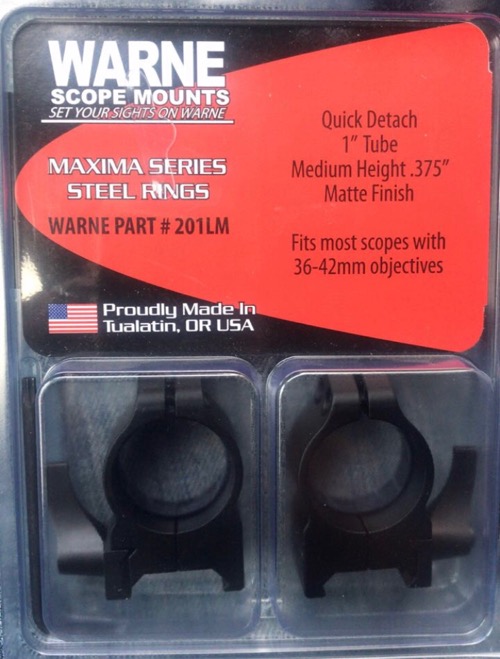 WARNE
SCOPE MOUNTS
SET YOUR SIGHTS ON WARNE
MAXIMA SERIES
STEEL RINGS
WARNE PART # 201LM
Quick Detach
1" Tube
Medium Height .375"
Matte Finish
Fits most scopes with
36-42mm objectives
Proudly Made In
Tualatin, OR USA